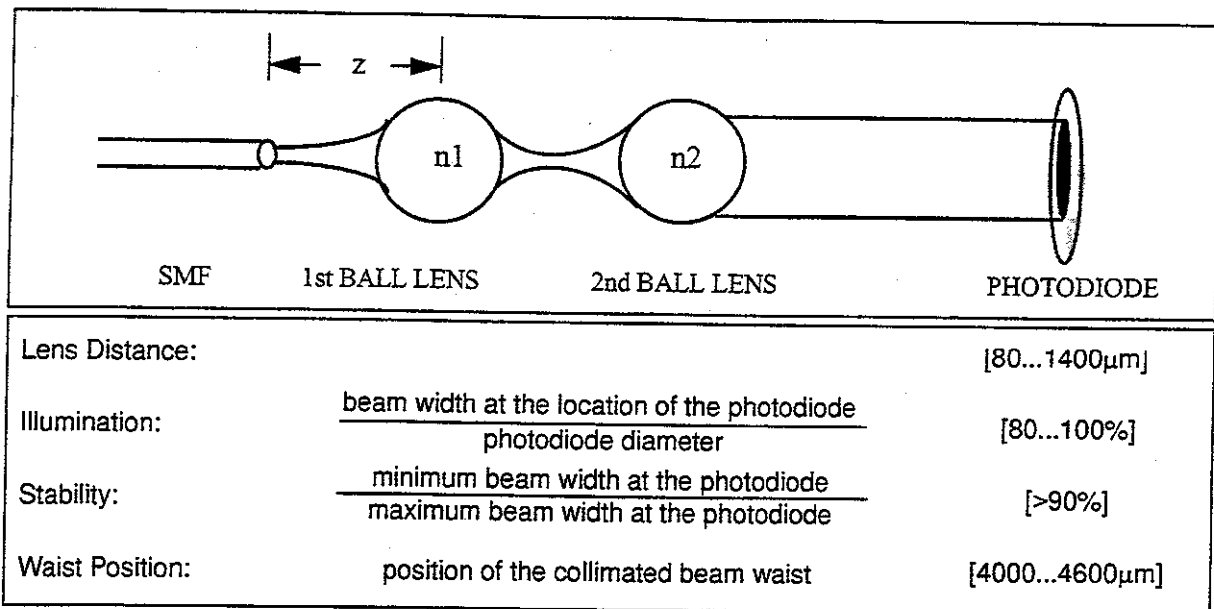 z
n1
n2
SMF
1st BALL LENS
2nd BALL LENS
PHOTODIODE
Lens Distance:
[80...1400µm]
Illumination:
beam width at the location of the photodiode
photodiode diameter
[80...100%]
Stability:
minimum beam width at the photodiode
maximum beam width at the photodiode
[>90%]
Waist Position:
position of the collimated beam waist
[4000...4600µm]